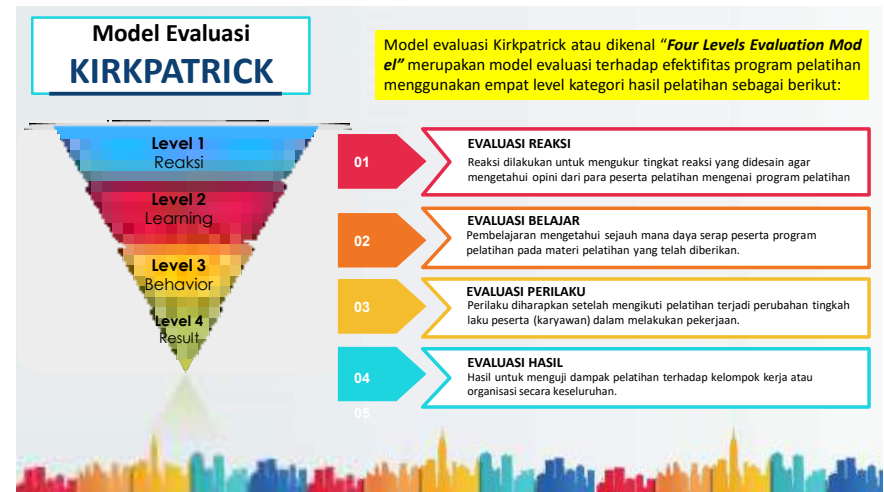 Model Evaluasi
KIRKPATRICK
Model evaluasi Kirkpatrick atau dikenal “Four Levels Evaluation Mod
el” merupakan model evaluasi terhadap efektifitas program pelatihan
menggunakan empat level kategori hasil pelatihan sebagai berikut:
Level 1
Reaksi
Level 2
Learning
Level 3
Behavior
Level 4
Result
01
EVALUASI REAKSI
Reaksi dilakukan untuk mengukur tingkat reaksi yang didesain agar
mengetahui opini dari para peserta pelatihan mengenai program pelatihan
02
EVALUASI BELAJAR
Pembelajaran mengetahui sejauh mana daya serap peserta program
pelatihan pada materi pelatihan yang telah diberikan.
03
EVALUASI PERILAKU
Perilaku diharapkan setelah mengikuti pelatihan terjadi perubahan tingkah
laku peserta (karyawan) dalam melakukan pekerjaan.
04
EVALUASI HASIL
Hasil untuk menguji dampak pelatihan terhadap kelompok kerja atau
organisasi secara keseluruhan.
05